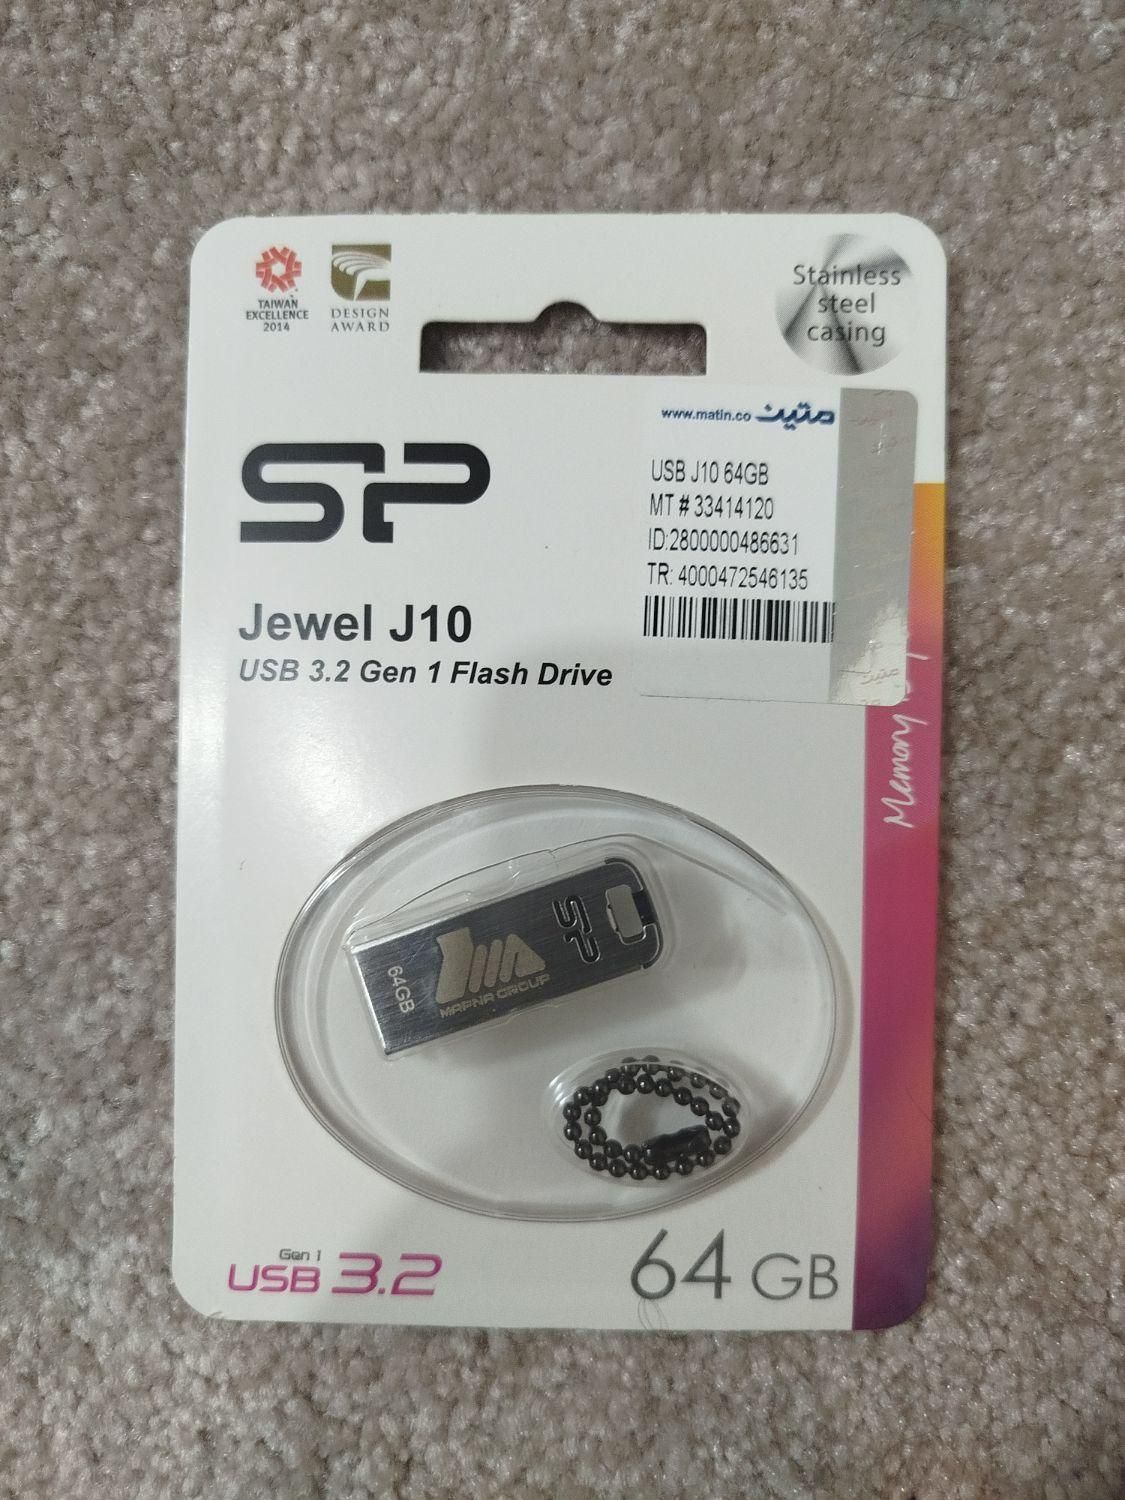 TAIWAN
EXCELLENCE
2014
DESIGN
AWARD
Stainless
steel
casing
www.matin.co متین
USB J10 64GB
MT # 33414120
ID:2800000486631
TR: 4000472546135
SP
Jewel J10
USB 3.2 Gen 1 Flash Drive
Memory
SP
MAPNA GROUP
64GB
Gen 1
USB 3.2
64 GB
متین